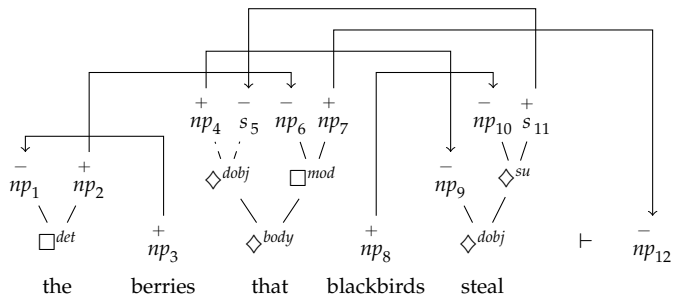 + − − + − +
np₄ s₅ np₆ np₇ np₁₀ s₁₁
− + ◇dobj □mod − ◇su
np₁ np₂ np₉
□det + ◇body + ◇dobj ⊢ −
np₃ np₈ np₁₂
the berries that blackbirds steal